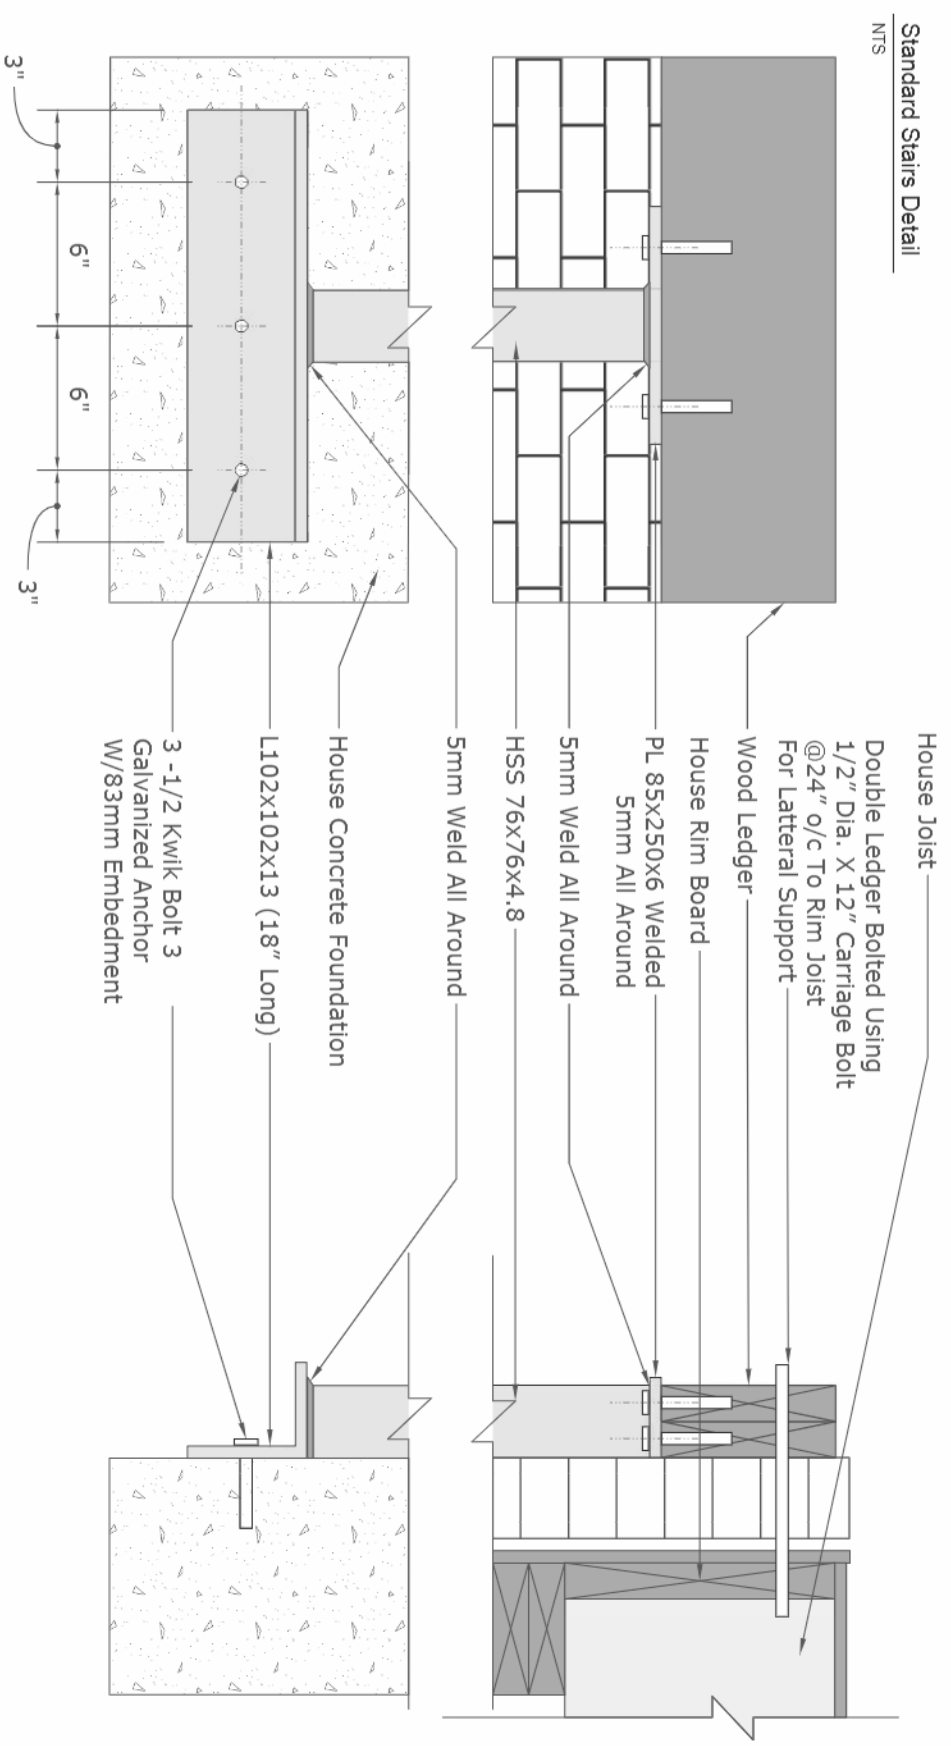 Standard Stairs Detail
NTS
House Joist
Double Ledger Bolted Using
1/2" Dia. X 12" Carriage Bolt
@24" o/c To Rim Joist
For Latteral Support
Wood Ledger
House Rim Board
PL 85x250x6 Welded
5mm All Around
5mm Weld All Around
HSS 76x76x4.8
5mm Weld All Around
House Concrete Foundation
L102x102x13 (18" Long)
3 -1/2 Kwik Bolt 3
Galvanized Anchor
W/83mm Embedment
3"
6"
6"
3"